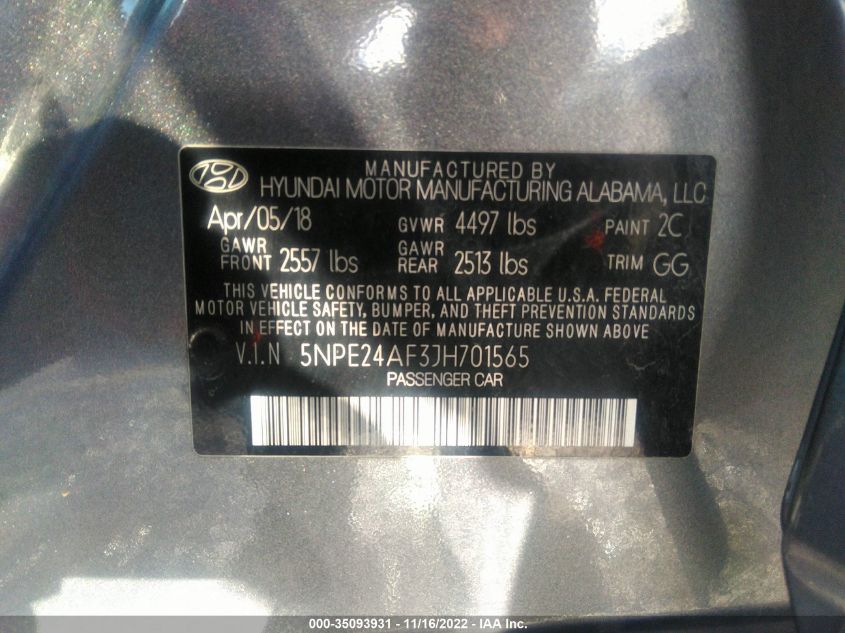 MANUFACTURED BY
HYUNDAI MOTOR MANUFACTURING ALABAMA, LLC
Apr/05/18 GVWR 4497 lbs PAINT 2C
GAWR FRONT 2557 lbs GAWR REAR 2513 lbs TRIM GG
THIS VEHICLE CONFORMS TO ALL APPLICABLE U.S.A. FEDERAL
MOTOR VEHICLE SAFETY, BUMPER, AND THEFT PREVENTION STANDARDS
IN EFFECT ON THE DATE OF MANUFACTURE SHOWN ABOVE.
V.I.N 5NPE24AF3JH701565
PASSENGER CAR
000-35093931 - 11/16/2022 - IAA Inc.